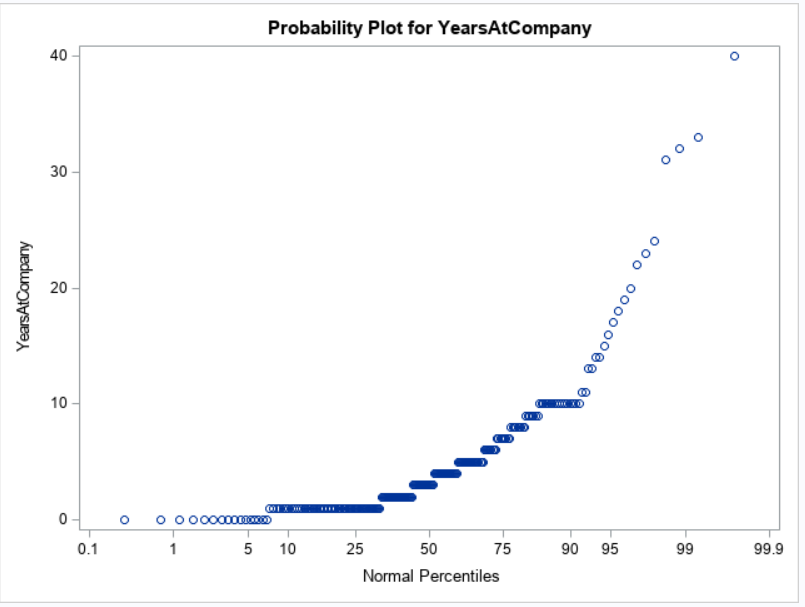 Probability Plot for YearsAtCompany
40
30
20
10
0
YearsAtCompany
0.1 1 5 10 25 50 75 90 95 99 99.9
Normal Percentiles